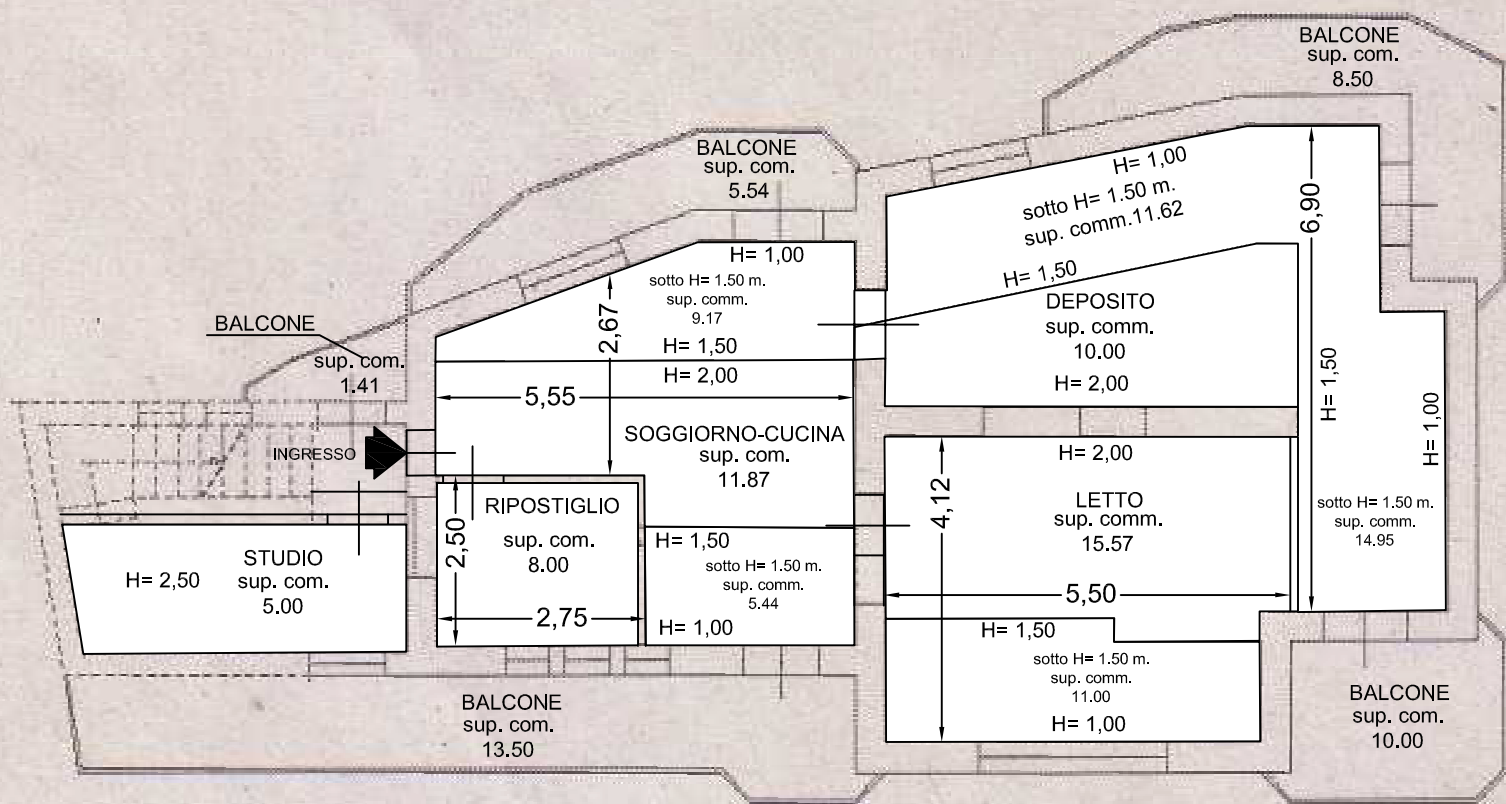 BALCONE
sup. com.
8.50
BALCONE
sup. com.
5.54
H= 1,00
sotto H= 1.50 m.
sup. comm.11.62
6,90
H= 1,50
DEPOSITO
sup. comm.
10.00
H= 2,00
H= 1,50
H= 1,00
sotto H= 1.50 m.
sup. comm.
14.95
H= 1,00
sotto H= 1.50 m.
sup. comm.
9.17
2,67
H= 1,50
H= 2,00
5,55
BALCONE
sup. com.
1.41
INGRESSO
SOGGIORNO-CUCINA
sup. com.
11.87
RIPOSTIGLIO
sup. com.
8.00
2,50
2,75
H= 1,50
sotto H= 1.50 m.
sup. comm.
5.44
H= 1,00
STUDIO
sup. com.
5.00
H= 2,50
H= 2,00
LETTO
sup. comm.
15.57
4,12
5,50
H= 1,50
sotto H= 1.50 m.
sup. comm.
11.00
H= 1,00
BALCONE
sup. com.
13.50
BALCONE
sup. com.
10.00